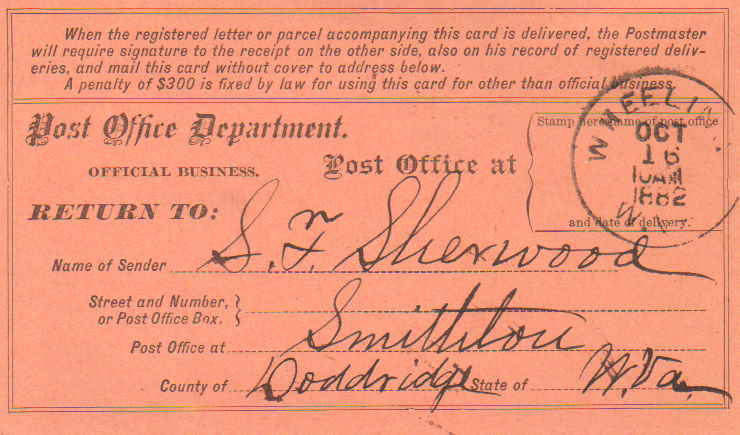 When the registered letter or parcel accompanying this card is delivered, the Postmaster
will require signature to the receipt on the other side, also on his record of registered deliv-
eries, and mail this card without cover to address below.
A penalty of $300 is fixed by law for using this card for other than official business.
Post Office Department.
OFFICIAL BUSINESS.
Post Office at
Stamp here name of post office
and date of delivery.
WHEELING
OCT
16
10AM
1882
W.
RETURN TO:
Name of Sender S. F. Sherwood
Street and Number,
or Post Office Box.
Post Office at Smithton
County of Doddridge State of W. Va.